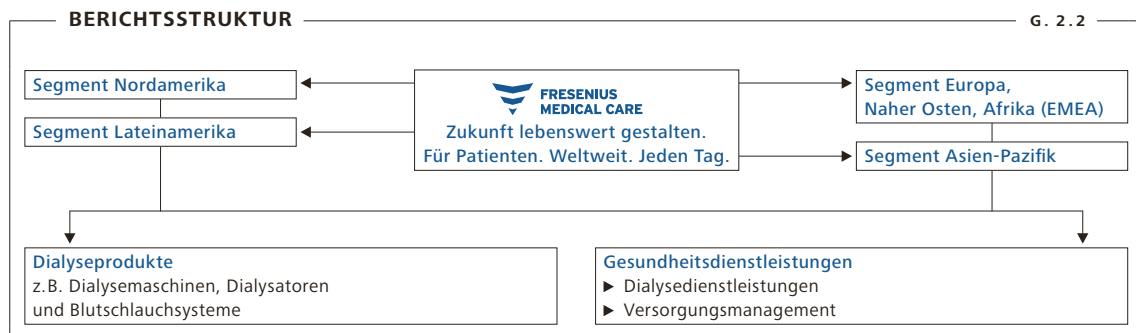 BERICHTSSTRUKTUR
G. 2.2
Segment Nordamerika
Segment Lateinamerika
FRESENIUS
MEDICAL CARE
Zukunft lebenswert gestalten.
Für Patienten. Weltweit. Jeden Tag.
Segment Europa,
Naher Osten, Afrika (EMEA)
Segment Asien-Pazifik
Dialyseprodukte
z.B. Dialysemaschinen, Dialysatoren
und Blutschlauchsysteme
Gesundheitsdienstleistungen
▶ Dialysedienstleistungen
▶ Versorgungsmanagement